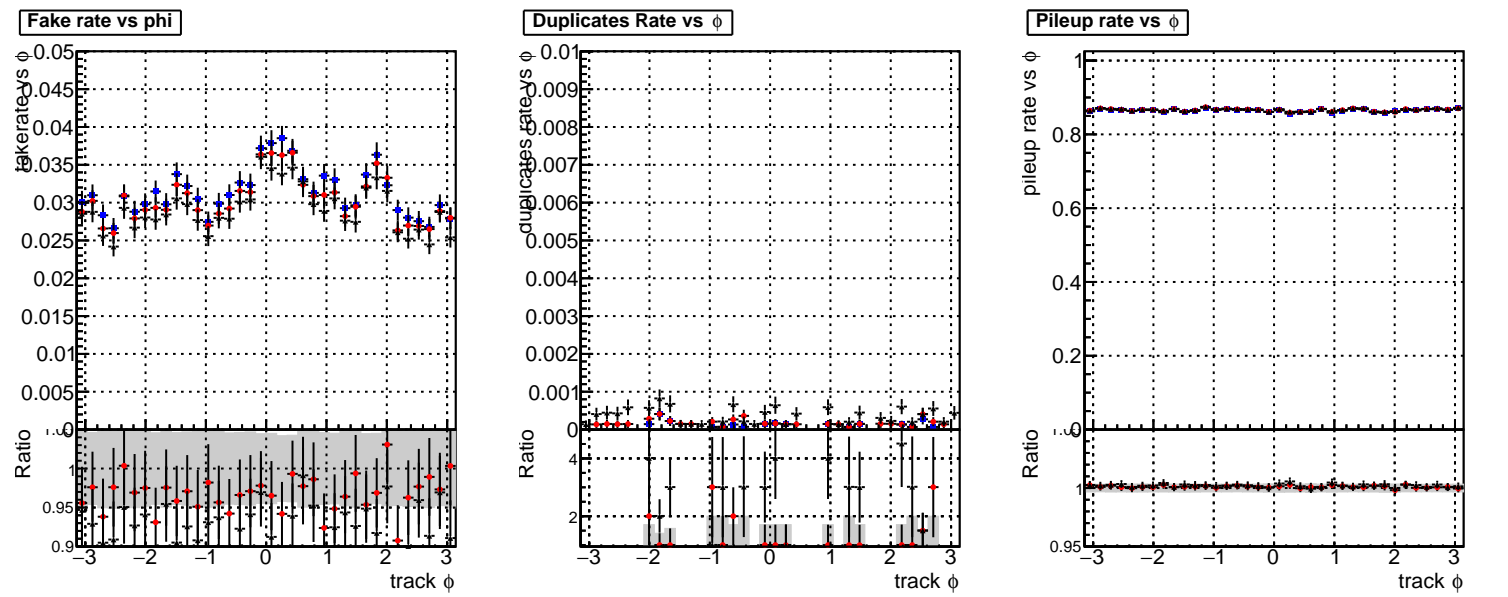 Fake rate vs phi
fakerate vs ϕ
0.05
0.045
0.04
0.035
0.03
0.025
0.02
0.015
0.01
0.005
0
Ratio
1
0.95
0.9
−3 −2 −1 0 1 2 3
track ϕ
Duplicates Rate vs ϕ
duplicates rate vs ϕ
0.01
0.009
0.008
0.007
0.006
0.005
0.004
0.003
0.002
0.001
0
Ratio
4
2
−3 −2 −1 0 1 2 3
track ϕ
Pileup rate vs ϕ
pileup rate vs ϕ
1
0.8
0.6
0.4
0.2
0
Ratio
1
0.95
−3 −2 −1 0 1 2 3
track ϕ